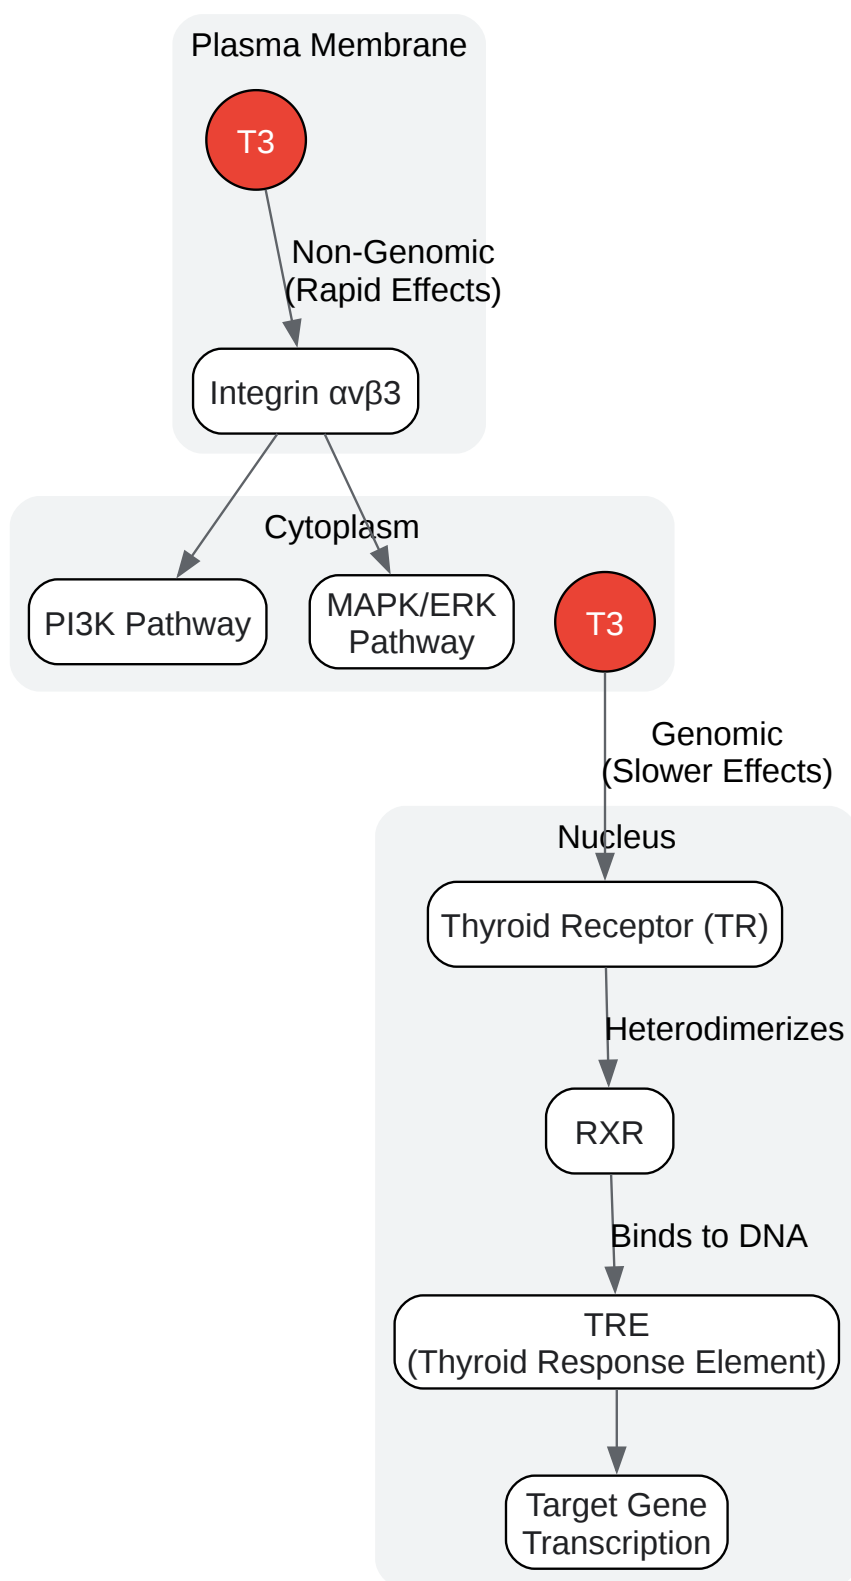 Plasma Membrane
T3
Non-Genomic
(Rapid Effects)
Integrin αvβ3
Cytoplasm
PI3K Pathway
MAPK/ERK
Pathway
T3
Genomic
(Slower Effects)
Nucleus
Thyroid Receptor (TR)
Heterodimerizes
RXR
Binds to DNA
TRE
(Thyroid Response Element)
Target Gene
Transcription